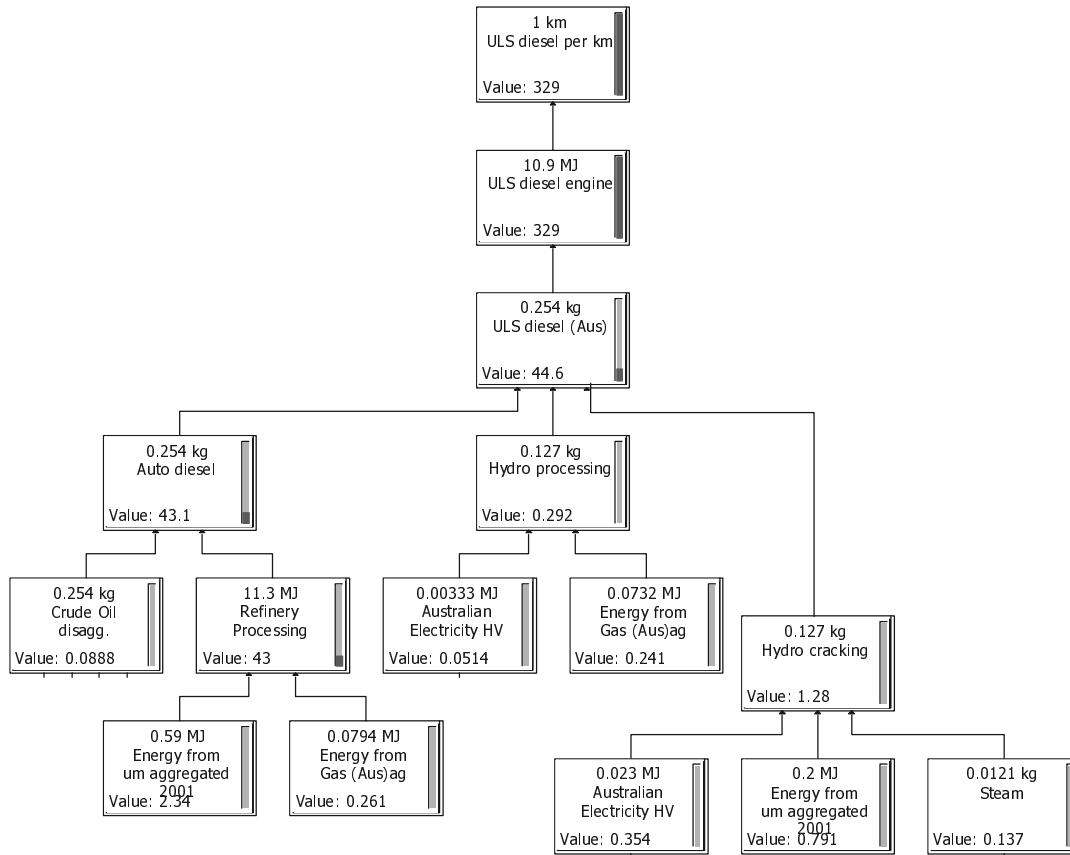 1 km
ULS diesel per km
Value: 329
10.9 MJ
ULS diesel engine
Value: 329
0.254 kg
ULS diesel (Aus)
Value: 44.6
0.254 kg
Auto diesel
Value: 43.1
0.127 kg
Hydro processing
Value: 0.292
0.254 kg
Crude Oil
disagg.
Value: 0.0888
11.3 MJ
Refinery
Processing
Value: 43
0.00333 MJ
Australian
Electricity HV
Value: 0.0514
0.0732 MJ
Energy from
Gas (Aus)ag
Value: 0.241
0.127 kg
Hydro cracking
Value: 1.28
0.59 MJ
Energy from
um aggregated
2001
Value: 2.34
0.0794 MJ
Energy from
Gas (Aus)ag
Value: 0.261
0.023 MJ
Australian
Electricity HV
Value: 0.354
0.2 MJ
Energy from
um aggregated
2001
Value: 0.791
0.0121 kg
Steam
Value: 0.137